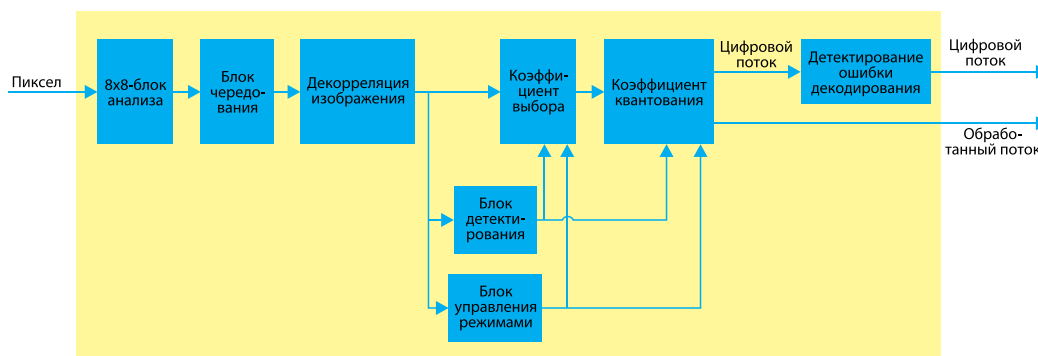 Пиксел
8х8-блок
анализа
Блок
чередо-
вания
Декорреляция
изображения
Коэффи-
циент
выбора
Коэффициент
квантования
Цифровой
поток
Детектирование
ошибки
декодирования
Цифровой
поток
Обрабо-
танный поток
Блок
детекти-
рования
Блок
управления
режимами